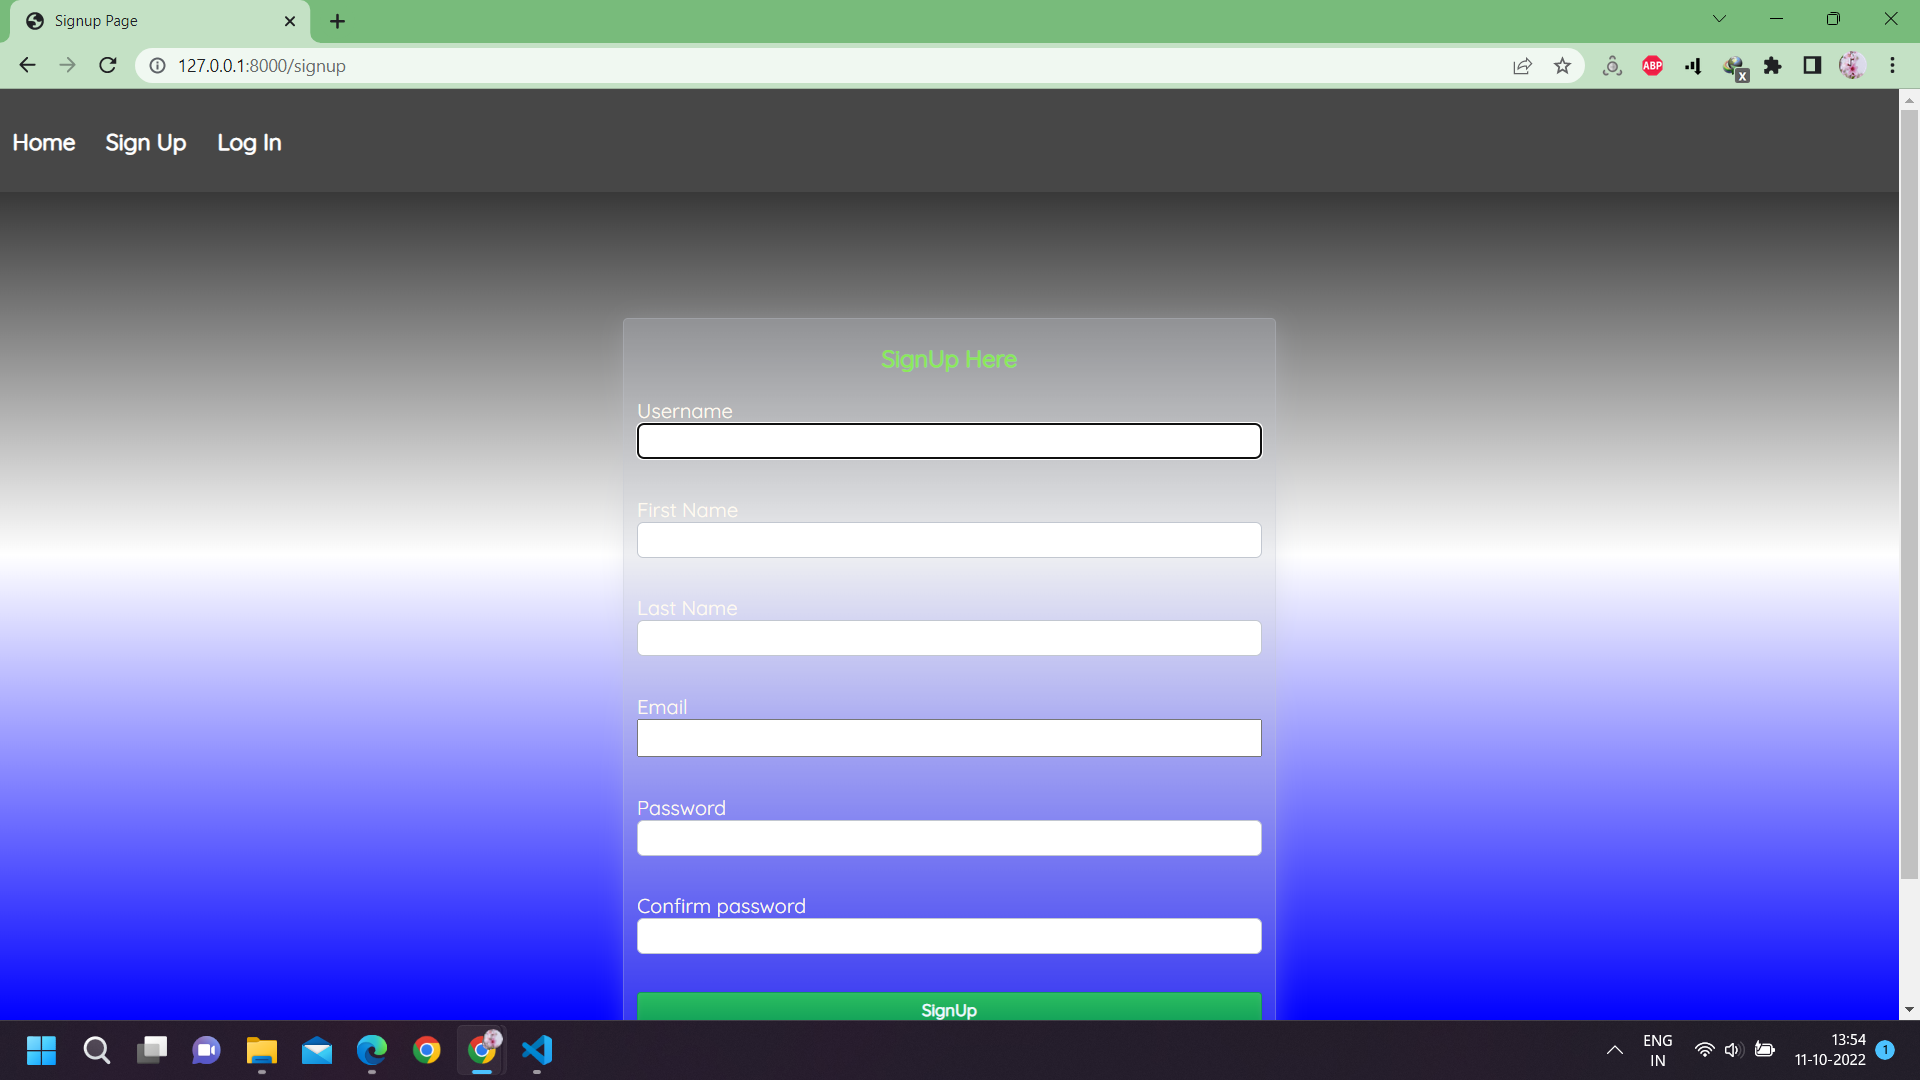 Signup Page
127.0.0.1:8000/signup
ABP
X
Home Sign Up Log In
SignUp Here
Username
First Name
Last Name
Email
Password
Confirm password
SignUp
ENG
IN
13:54
11-10-2022
1